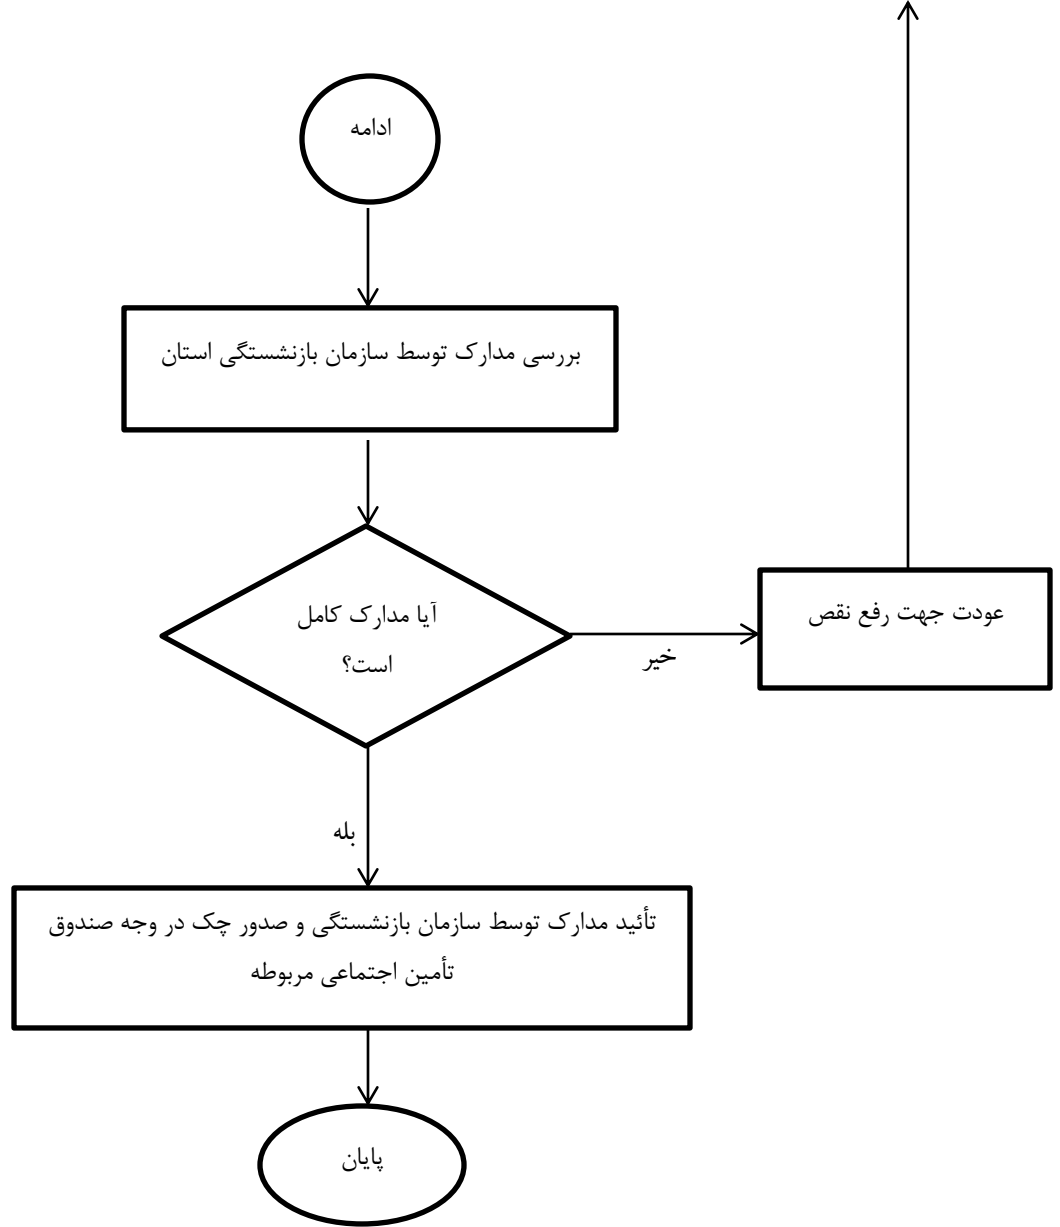 ادامه
بررسی مدارک توسط سازمان بازنشستگی استان
آیا مدارک کامل
است؟
خیر
عودت جهت رفع نقص
بله
تأئید مدارک توسط سازمان بازنشستگی و صدور چک در وجه صندوق
تأمین اجتماعی مربوطه
پایان